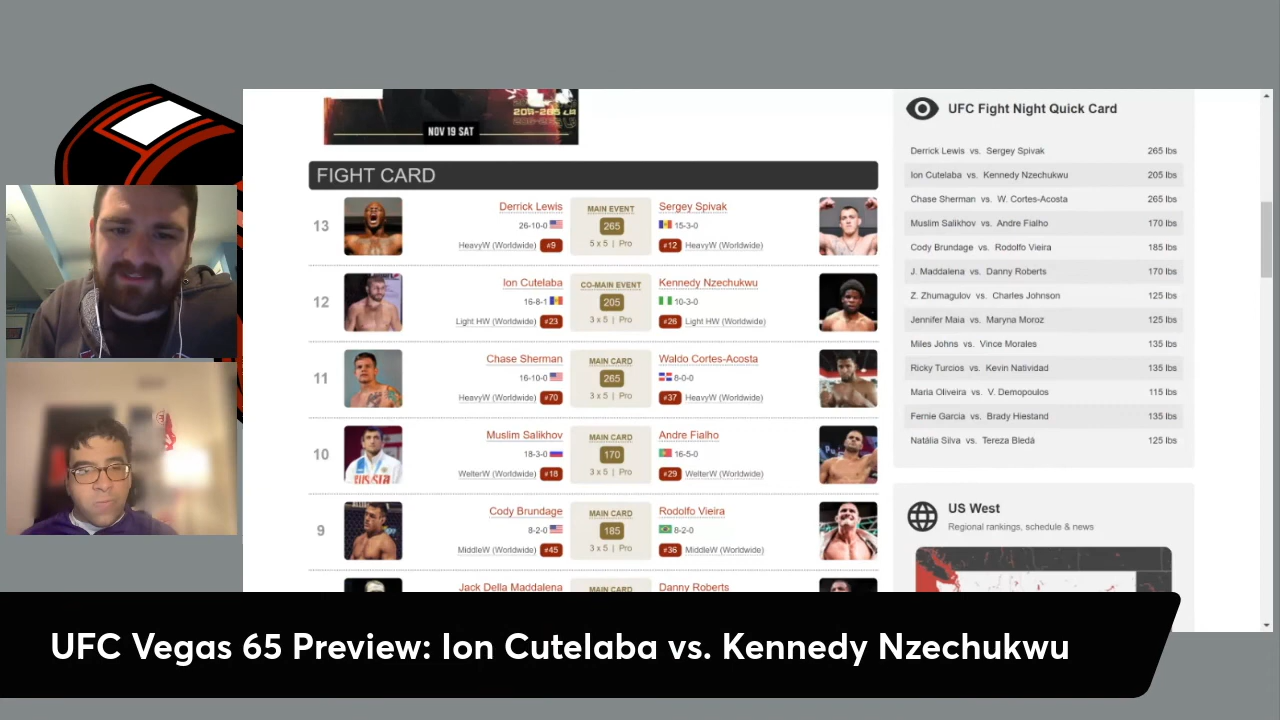 NOV 19 SAT
FIGHT CARD
13
Derrick Lewis
26-10-0
HeavyW (Worldwide) #9
MAIN EVENT
265
5 x 5 | Pro
Sergey Spivak
15-3-0
#12 HeavyW (Worldwide)
12
Ion Cutelaba
16-8-1
Light HW (Worldwide) #23
CO-MAIN EVENT
205
3 x 5 | Pro
Kennedy Nzechukwu
10-3-0
#26 Light HW (Worldwide)
11
Chase Sherman
16-10-0
HeavyW (Worldwide) #70
MAIN CARD
265
3 x 5 | Pro
Waldo Cortes-Acosta
8-0-0
#37 HeavyW (Worldwide)
10
Muslim Salikhov
18-3-0
WelterW (Worldwide) #18
MAIN CARD
170
3 x 5 | Pro
Andre Fialho
16-5-0
#29 WelterW (Worldwide)
9
Cody Brundage
8-2-0
MiddleW (Worldwide) #45
MAIN CARD
185
3 x 5 | Pro
Rodolfo Vieira
8-2-0
#36 MiddleW (Worldwide)
Jack Della Maddalena
MAIN CARD
Danny Roberts
UFC Fight Night Quick Card
Derrick Lewis vs. Sergey Spivak 265 lbs
Ion Cutelaba vs. Kennedy Nzechukwu 205 lbs
Chase Sherman vs. W. Cortes-Acosta 265 lbs
Muslim Salikhov vs. Andre Fialho 170 lbs
Cody Brundage vs. Rodolfo Vieira 185 lbs
J. Maddalena vs. Danny Roberts 170 lbs
Z. Zhumagulov vs. Charles Johnson 125 lbs
Jennifer Maia vs. Maryna Moroz 125 lbs
Miles Johns vs. Vince Morales 135 lbs
Ricky Turcios vs. Kevin Natividad 135 lbs
Maria Oliveira vs. V. Demopoulos 115 lbs
Fernie Garcia vs. Brady Hiestand 135 lbs
Natália Silva vs. Tereza Bledá 125 lbs
US West
Regional rankings, schedule & news
UFC Vegas 65 Preview: Ion Cutelaba vs. Kennedy Nzechukwu